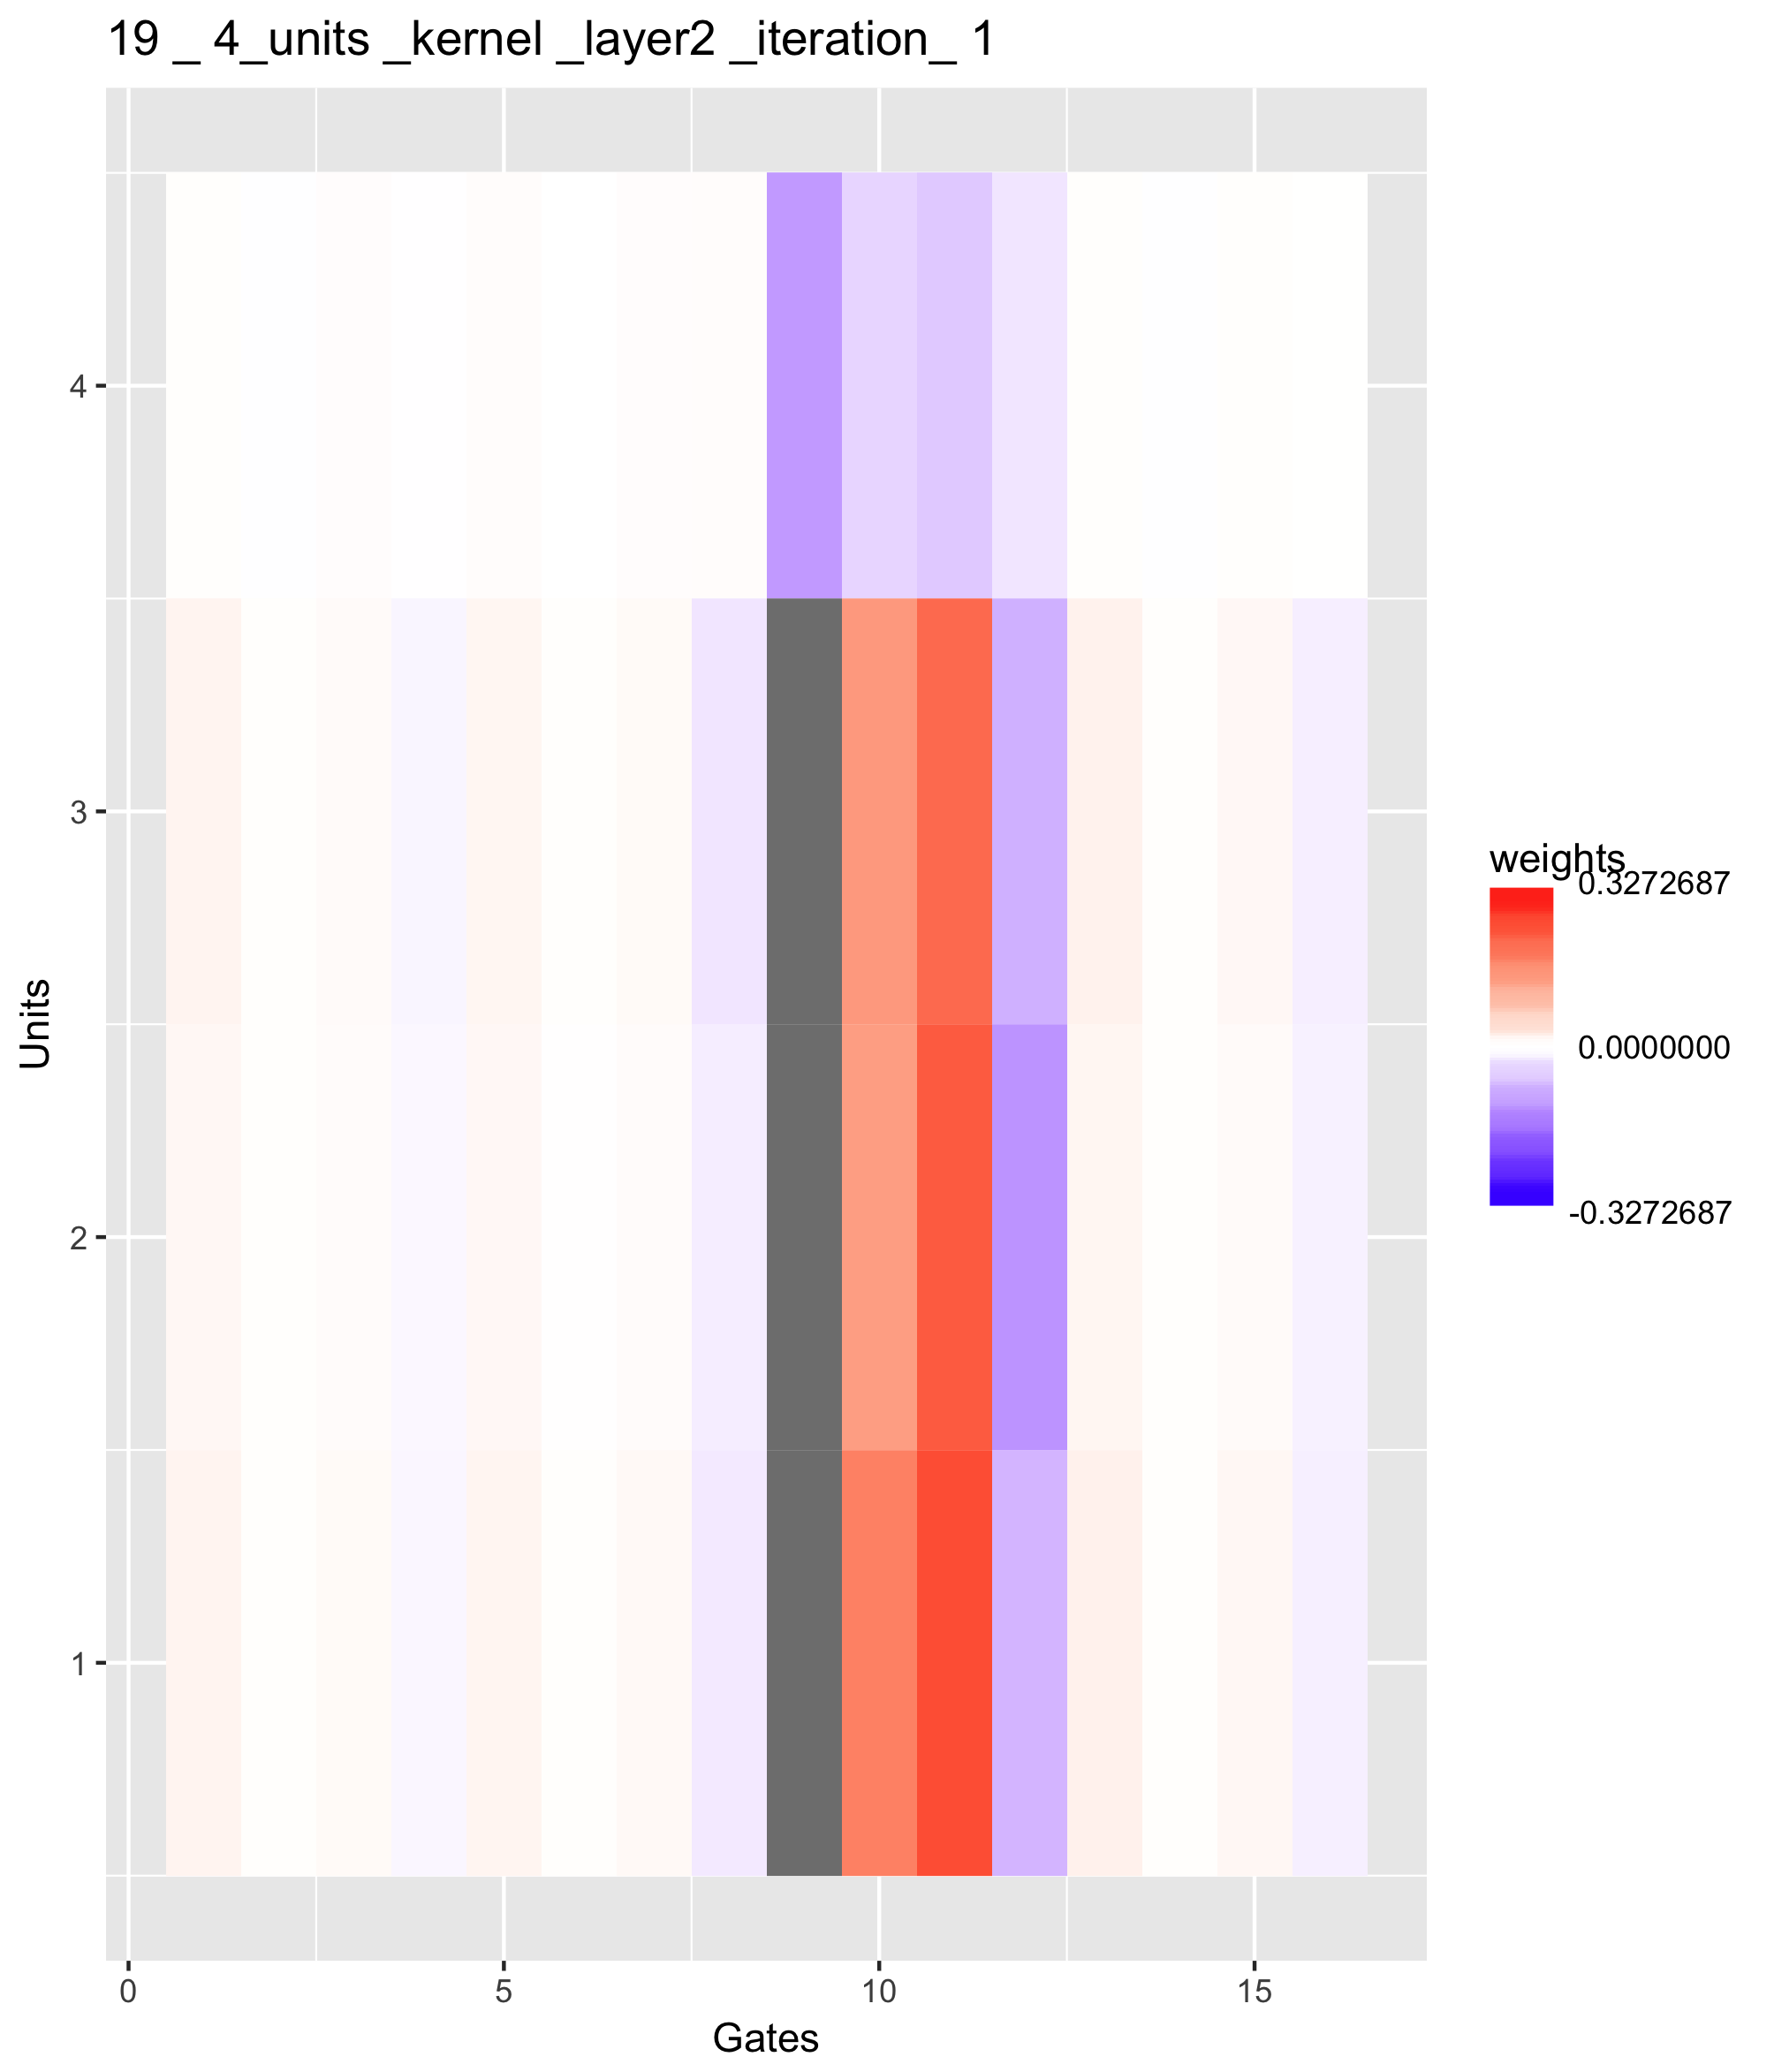 19 _ 4_units _kernel _layer2 _iteration_ 1
4
3
2
1
Units
0
5
10
15
Gates
weights
0.3272687
0.0000000
-0.3272687